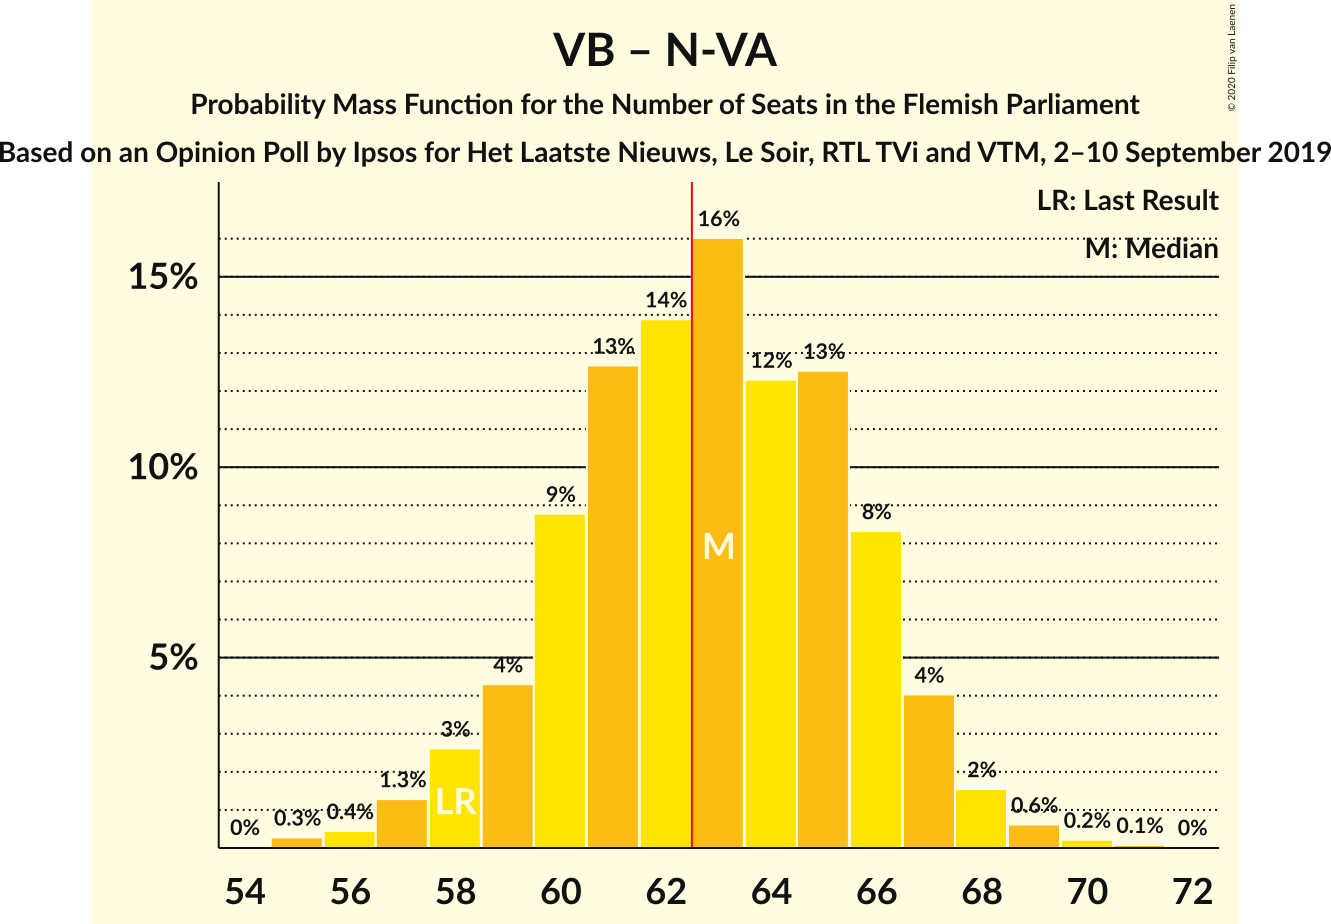 VB – N-VA
Probability Mass Function for the Number of Seats in the Flemish Parliament
Based on an Opinion Poll by Ipsos for Het Laatste Nieuws, Le Soir, RTL TVi and VTM, 2–10 September 2019
© 2020 Filip van Laenen
LR: Last Result
M: Median
15%
10%
5%
0%
0.3%
0.4%
1.3%
3%
4%
9%
13%
14%
16%
12%
13%
8%
4%
2%
0.6%
0.2%
0.1%
0%
LR
M
54 56 58 60 62 64 66 68 70 72